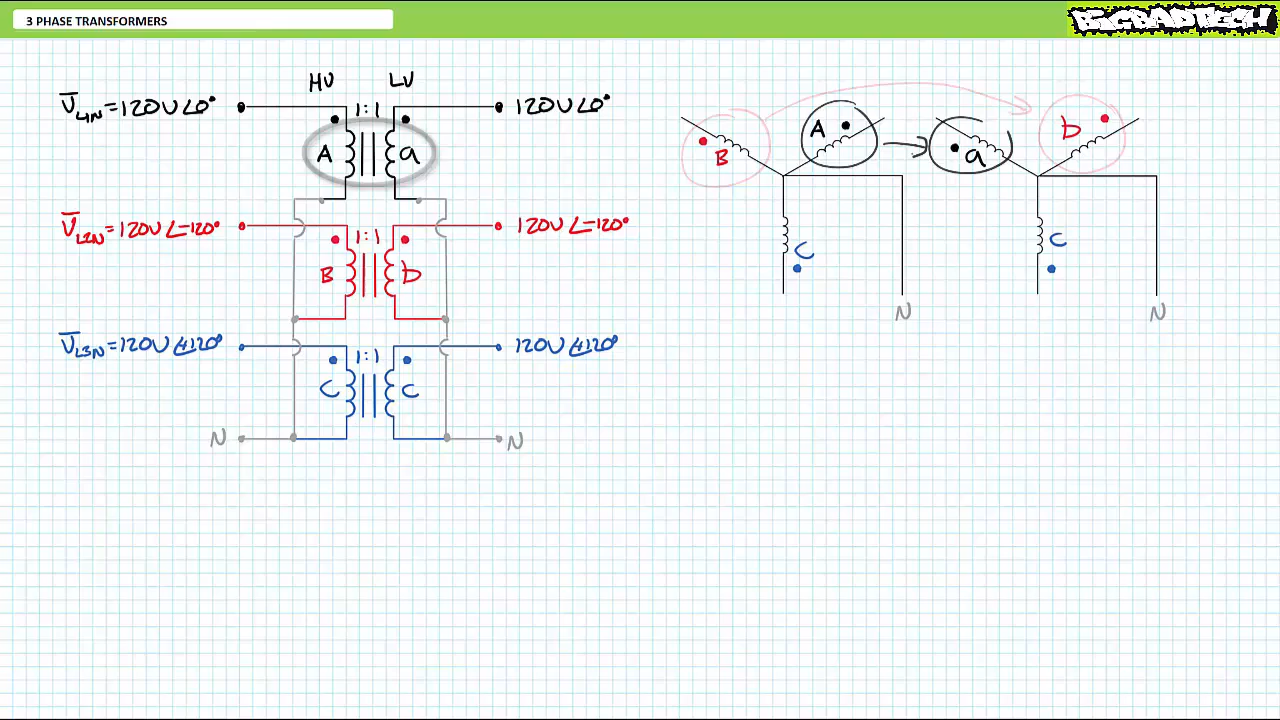 3 PHASE TRANSFORMERS
BIGBADTECH
HV LV
V̅L1N = 120V∠0° 1:1 120V∠0°
A a
V̅L2N = 120V∠-120° 1:1 120V∠-120°
B b
V̅L3N = 120V∠+120° 1:1 120V∠+120°
C C
N N
B A a b
C C
N N